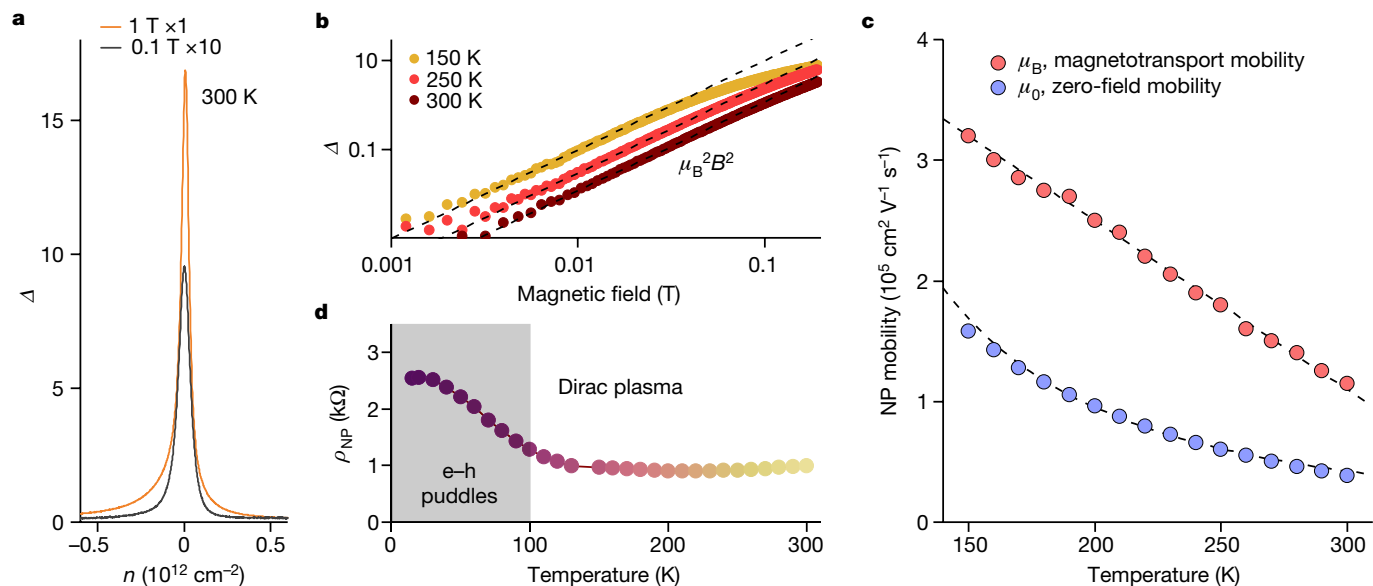 a
1 T ×1
0.1 T ×10
300 K
15
10
5
0
Δ
−0.5
0
0.5
n (10¹² cm⁻²)
b
150 K
250 K
300 K
10
0.1
Δ
μB²B²
0.001
0.01
0.1
Magnetic field (T)
d
3
2
1
0
ρNP (kΩ)
Dirac plasma
e–h
puddles
0
100
200
300
Temperature (K)
c
μB, magnetotransport mobility
μ0, zero-field mobility
4
3
2
1
0
NP mobility (10⁵ cm² V⁻¹ s⁻¹)
150
200
250
300
Temperature (K)